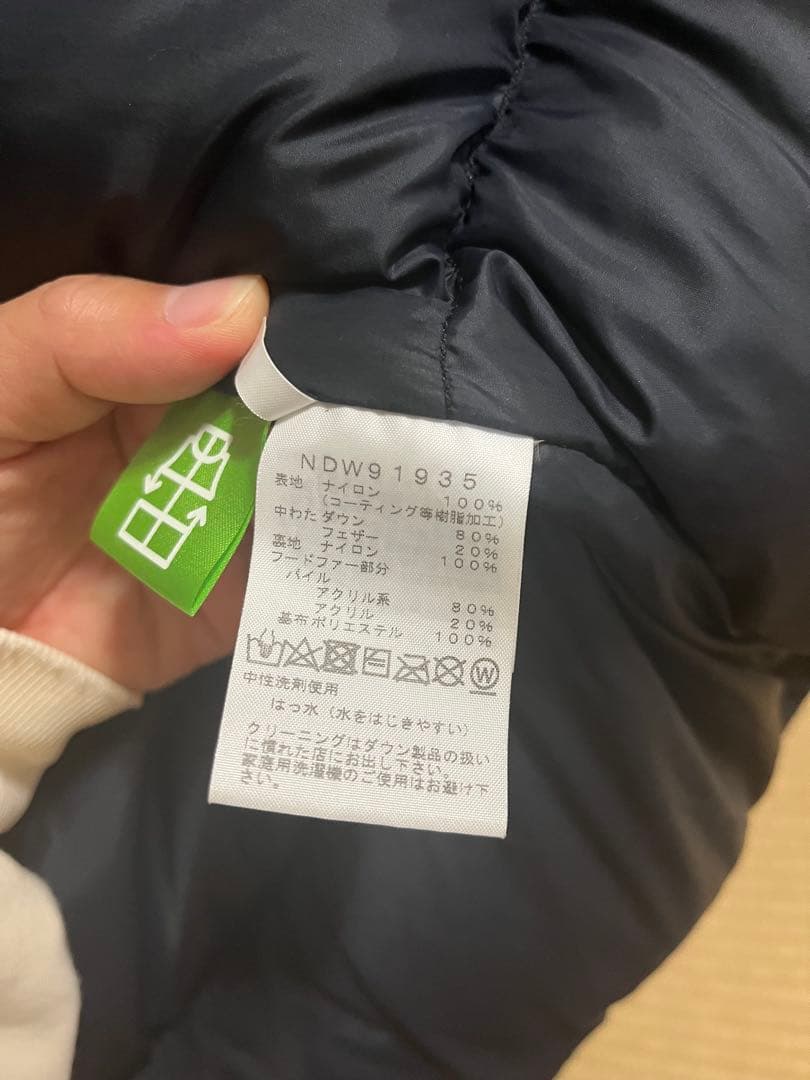 NDW91935
表地 ナイロン 100%
(コーティング等樹脂加工)
中わた ダウン 80%
フェザー 20%
裏地 ナイロン 100%
フードファー部分
パイル
アクリル系 80%
アクリル 20%
基布ポリエステル 100%
W
中性洗剤使用
はっ水（水をはじきやすい）
クリーニングはダウン製品の扱い
に慣れた店にお出し下さい。
家庭用洗濯機のご使用はお避け下
さい。